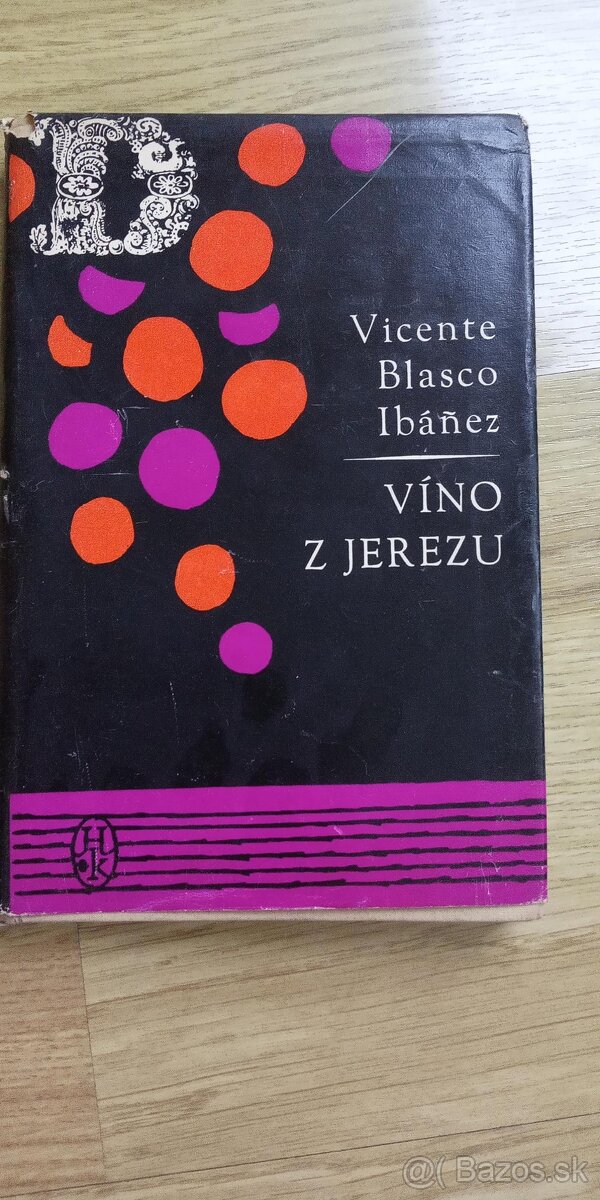 D
Vicente
Blasco
Ibáñez
VÍNO
Z JEREZU
H
K
@( Bazos.sk